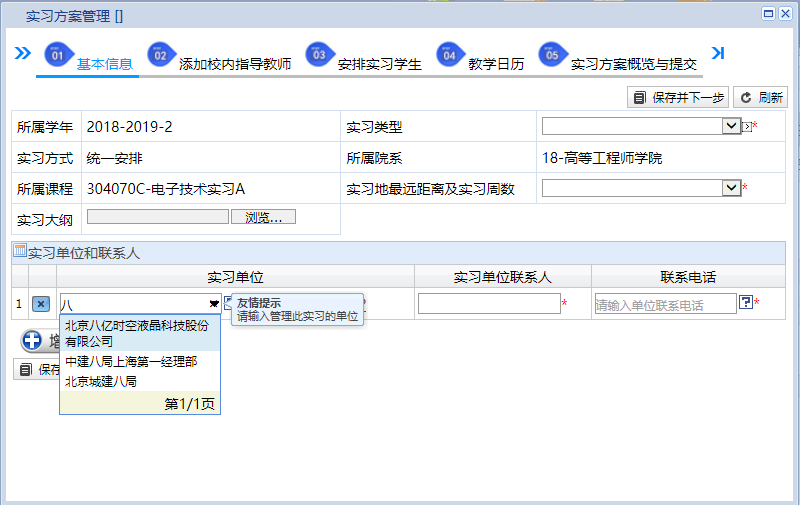 实习方案管理 []
01 基本信息
02 添加校内指导教师
03 安排实习学生
04 教学日历
05 实习方案概览与提交
保存并下一步 刷新
所属学年 2018-2019-2 实习类型 *
实习方式 统一安排 所属院系 18-高等工程师学院
所属课程 304070C-电子技术实习A 实习地最远距离及实习周数 *
实习大纲 浏览...
实习单位和联系人
实习单位 实习单位联系人 联系电话
1 八 * 请输入单位联系电话 ? *
友情提示
请输入管理此实习的单位
北京八亿时空液晶科技股份
有限公司
中建八局上海第一经理部
北京城建八局
第1/1页
保存